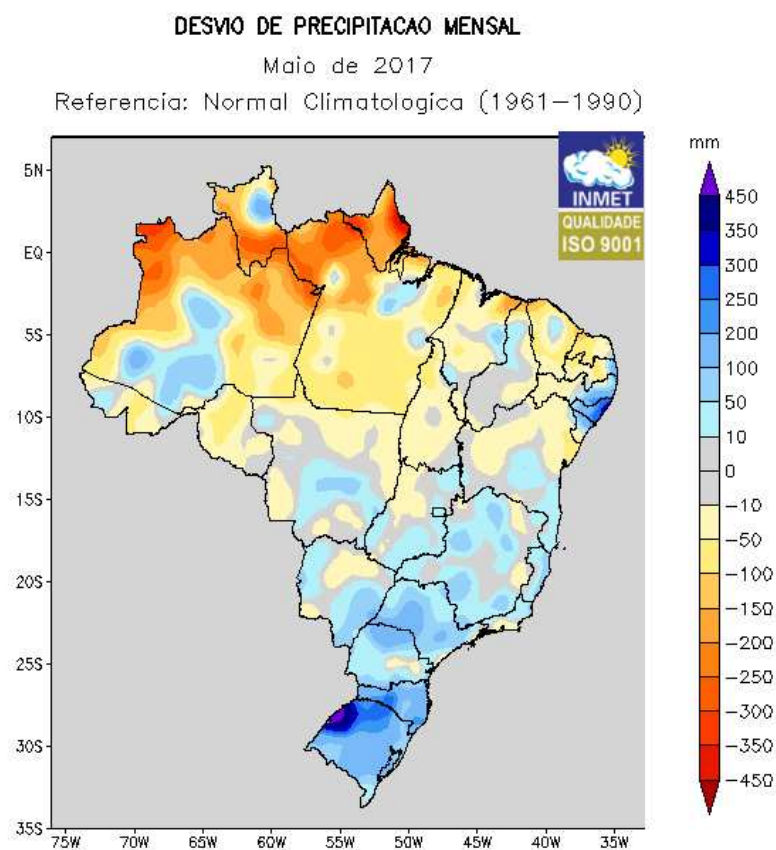 DESVIO DE PRECIPITACAO MENSAL
Maio de 2017
Referencia: Normal Climatologica (1961-1990)
mm
INMET
QUALIDADE
ISO 9001
5N
EQ
5S
10S
15S
20S
25S
30S
35S
75W 70W 65W 60W 55W 50W 45W 40W 35W
450
350
300
250
200
100
50
10
0
-10
-50
-100
-150
-200
-250
-300
-350
-450